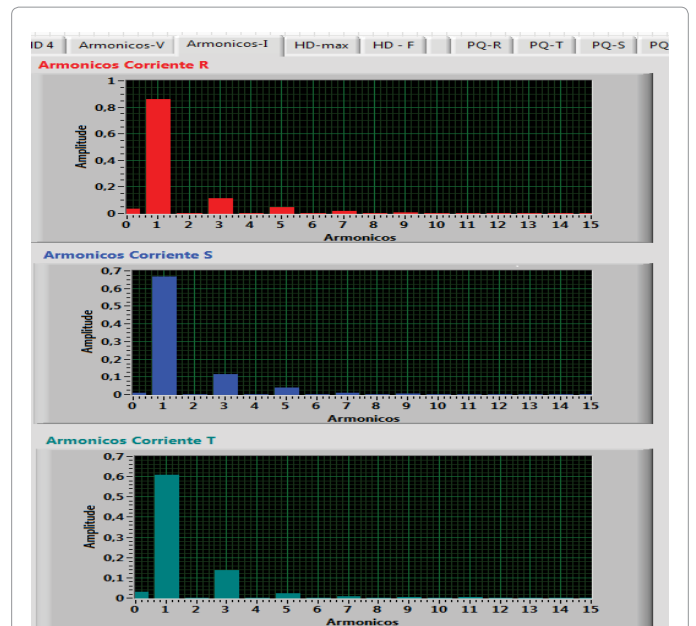 ID 4 Armonicos-V Armonicos-I HD-max HD - F PQ-R PQ-T PQ-S PQ
Armonicos Corriente R
1
0,8
0,6
0,4
0,2
0
Amplitude
0 1 2 3 4 5 6 7 8 9 10 11 12 13 14 15
Armonicos
Armonicos Corriente S
0,7
0,6
0,5
0,4
0,3
0,2
0,1
0
Amplitude
0 1 2 3 4 5 6 7 8 9 10 11 12 13 14 15
Armonicos
Armonicos Corriente T
0,7
0,6
0,5
0,4
0,3
0,2
0,1
0
Amplitude
0 1 2 3 4 5 6 7 8 9 10 11 12 13 14 15
Armonicos